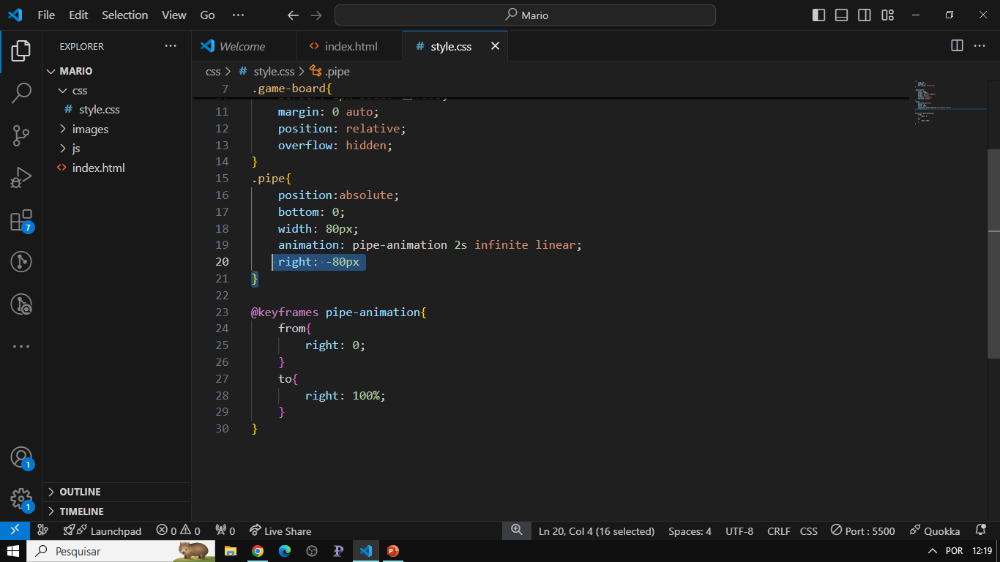 File Edit Selection View Go ··· Mario
EXPLORER ···
Welcome
index.html
# style.css
MARIO
css
# style.css
images
js
index.html
css > # style.css > .pipe
7 .game-board{
11 margin: 0 auto;
12 position: relative;
13 overflow: hidden;
14 }
15 .pipe{
16 position:absolute;
17 bottom: 0;
18 width: 80px;
19 animation: pipe-animation 2s infinite linear;
20 right: -80px
21 }
22
23 @keyframes pipe-animation{
24 from{
25 right: 0;
26 }
27 to{
28 right: 100%;
29 }
30 }
7
1
1
OUTLINE
TIMELINE
Launchpad 0 0 0 Live Share Ln 20, Col 4 (16 selected) Spaces: 4 UTF-8 CRLF CSS Port : 5500 Quokka
Pesquisar POR 12:19